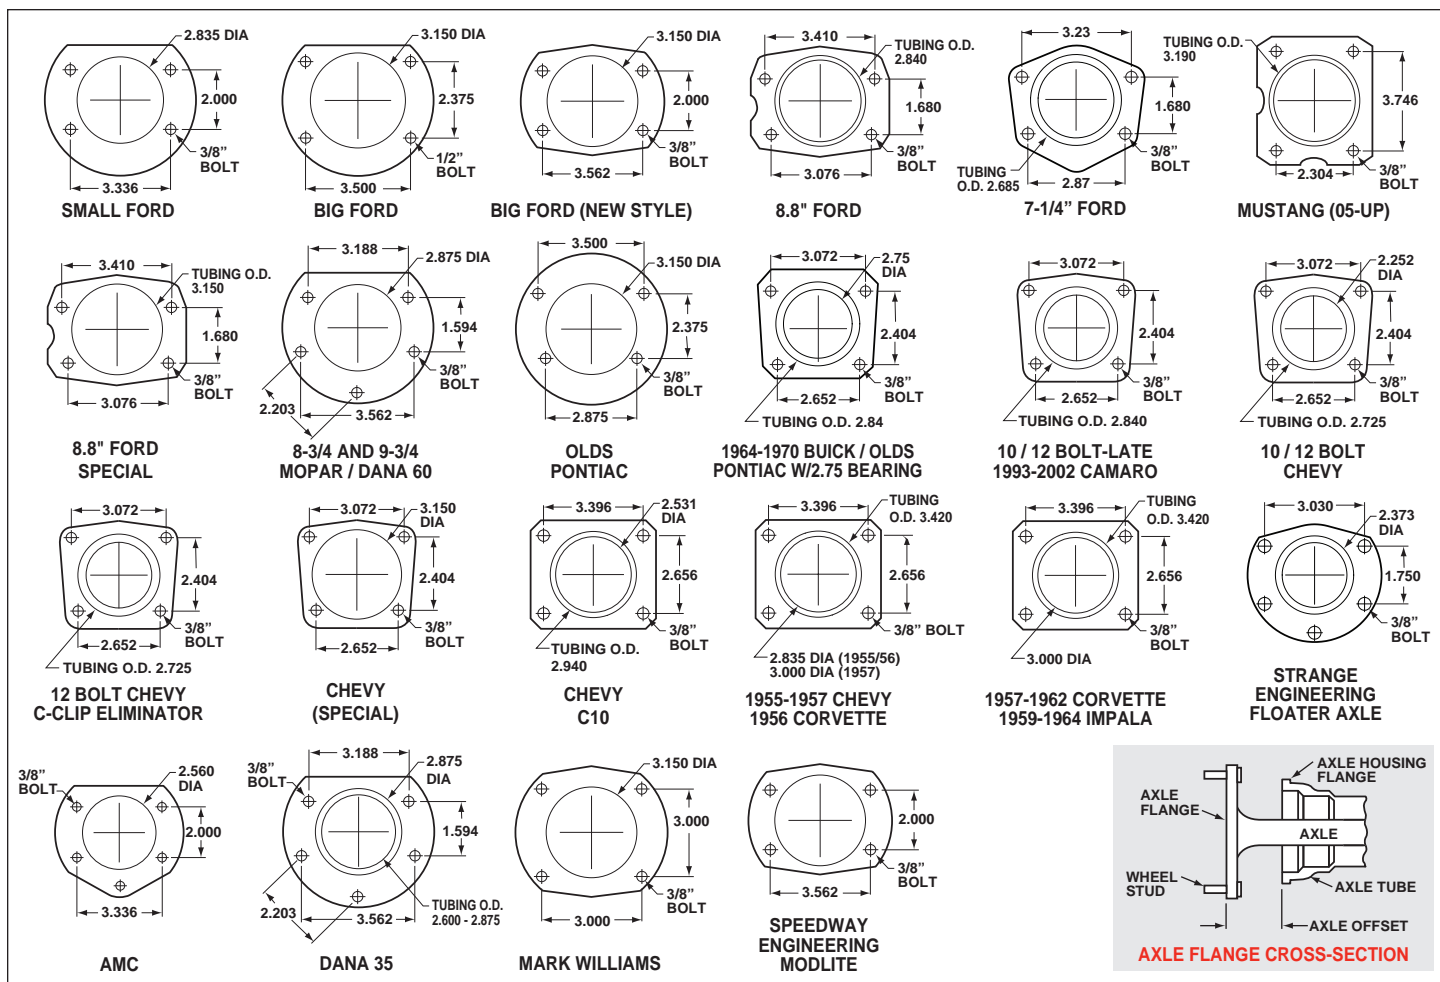 2.835 DIA
2.000
3/8”
BOLT
3.336
SMALL FORD
3.150 DIA
2.375
1/2”
BOLT
3.500
BIG FORD
3.150 DIA
2.000
3/8”
BOLT
3.562
BIG FORD (NEW STYLE)
3.410
TUBING O.D.
2.840
1.680
3/8”
BOLT
3.076
8.8" FORD
3.23
1.680
3/8”
BOLT
TUBING
O.D. 2.685
2.87
7-1/4” FORD
TUBING O.D.
3.190
3.746
2.304
3/8”
BOLT
MUSTANG (05-UP)
3.410
TUBING O.D.
3.150
1.680
3/8”
BOLT
3.076
8.8" FORD
SPECIAL
3.188
2.875 DIA
1.594
3/8”
BOLT
2.203
3.562
8-3/4 AND 9-3/4
MOPAR / DANA 60
3.500
3.150 DIA
2.375
3/8”
BOLT
2.875
OLDS
PONTIAC
3.072
2.75
DIA
2.404
3/8”
BOLT
2.652
TUBING O.D. 2.84
1964-1970 BUICK / OLDS
PONTIAC W/2.75 BEARING
3.072
2.404
3/8”
BOLT
2.652
TUBING O.D. 2.840
10 / 12 BOLT-LATE
1993-2002 CAMARO
3.072
2.252
DIA
2.404
3/8”
BOLT
2.652
TUBING O.D. 2.725
10 / 12 BOLT
CHEVY
3.072
2.404
3/8”
BOLT
2.652
TUBING O.D. 2.725
12 BOLT CHEVY
C-CLIP ELIMINATOR
3.072
3.150
DIA
2.404
3/8”
BOLT
2.652
CHEVY
(SPECIAL)
3.396
2.531
DIA
2.656
3/8”
BOLT
TUBING O.D.
2.940
CHEVY
C10
3.396
TUBING
O.D. 3.420
2.656
3/8” BOLT
2.835 DIA (1955/56)
3.000 DIA (1957)
1955-1957 CHEVY
1956 CORVETTE
3.396
TUBING
O.D. 3.420
2.656
3/8”
BOLT
3.000 DIA
1957-1962 CORVETTE
1959-1964 IMPALA
3.030
2.373
DIA
1.750
3/8”
BOLT
STRANGE
ENGINEERING
FLOATER AXLE
3/8”
BOLT
2.560
DIA
2.000
3.336
AMC
3/8”
BOLT
3.188
2.875
DIA
1.594
2.203
3.562
TUBING O.D.
2.600 - 2.875
DANA 35
3.150 DIA
3.000
3/8”
BOLT
3.000
MARK WILLIAMS
2.000
3/8”
BOLT
3.562
SPEEDWAY
ENGINEERING
MODLITE
AXLE HOUSING
FLANGE
AXLE
FLANGE
AXLE
WHEEL
STUD
AXLE TUBE
AXLE OFFSET
AXLE FLANGE CROSS-SECTION